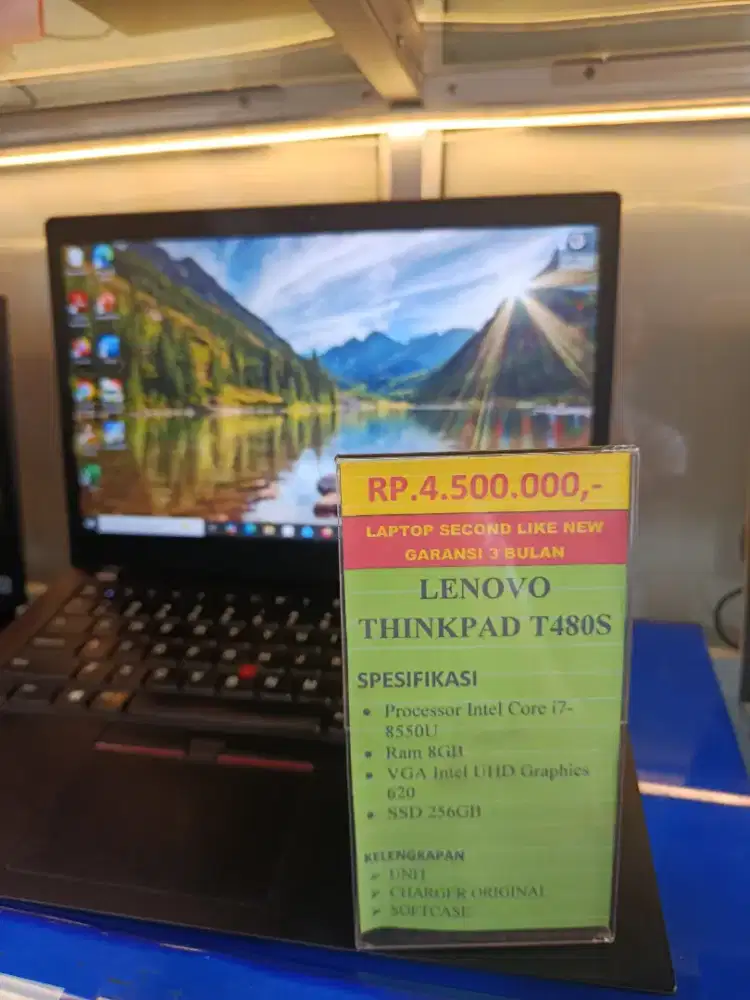 RP.4.500.000,-
LAPTOP SECOND LIKE NEW
GARANSI 3 BULAN
LENOVO
THINKPAD T480S
SPESIFIKASI
• Processor Intel Core i7-
8550U
• Ram 8GB
• VGA Intel UHD Graphics
620
• SSD 256GB
KELENGKAPAN
➢ UNIT
➢ CHARGER ORIGINAL
➢ SOFTCASE